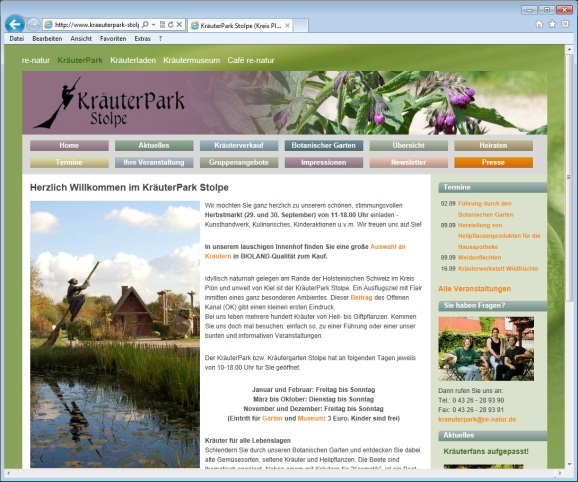 http://www.kraeuterpark-stolp
KräuterPark Stolpe (Kreis Pl...
Datei Bearbeiten Ansicht Favoriten Extras ?
re-natur KräuterPark Kräuterladen Kräutermuseum Café re-natur
KräuterPark
Stolpe
Home Aktuelles Kräuterverkauf Botanischer Garten Übersicht Heiraten
Termine Ihre Veranstaltung Gruppenangebote Impressionen Newsletter Presse
Herzlich Willkommen im KräuterPark Stolpe
Wir möchten Sie ganz herzlich zu unserem schönen, stimmungsvollen
Herbstmarkt (29. und 30. September) von 11-18.00 Uhr einladen -
Kunsthandwerk, Kulinarisches, Kinderaktionen u.v.m. Wir freuen uns auf Sie!
In unserem lauschigen Innenhof finden Sie eine große Auswahl an
Kräutern in BIOLAND-Qualität zum Kauf.
Idyllisch naturnah gelegen am Rande der Holsteinischen Schweiz im Kreis
Plön und unweit von Kiel ist der KräuterPark Stolpe. Ein Ausflugsziel mit Flair
inmitten eines ganz besonderen Ambientes. Dieser Beitrag des Offenen
Kanal (OK) gibt einen kleinen ersten Eindruck.
Bei uns leben mehrere hundert Kräuter von Heil- bis Giftpflanzen. Kommen
Sie uns doch mal besuchen: einfach so, zu einer Führung oder einer unser
bunten und informativen Veranstaltungen.
Der KräuterPark bzw. Kräutergarten Stolpe hat an folgenden Tagen jeweils
von 10-18.00 Uhr für Sie geöffnet:
Januar und Februar: Freitag bis Sonntag
März bis Oktober: Dienstag bis Sonntag
November und Dezember: Freitag bis Sonntag
(Eintritt für Garten und Museum: 3 Euro. Kinder sind frei)
Kräuter für alle Lebenslagen
Schlendern Sie durch unseren Botanischen Garten und entdecken Sie dabei
alte Gemüsesorten, seltene Kräuter und Heilpflanzen. Die Beete sind
Termine
02.09 Führung durch den
Botanischen Garten
09.09 Herstellung von
Heilpflanzenprodukten für die
Hausapotheke
09.09 Weidenflechten
16.09 Kräuterwerkstatt Wildfrüchte
Alle Veranstaltungen
Sie haben Fragen?
Dann rufen Sie uns an:
Tel.: 0 43 26 - 28 93 90
Fax: 0 43 26 - 28 93 91
kraeuterpark@re-natur.de
Aktuelles
Kräuterfans aufgepasst!